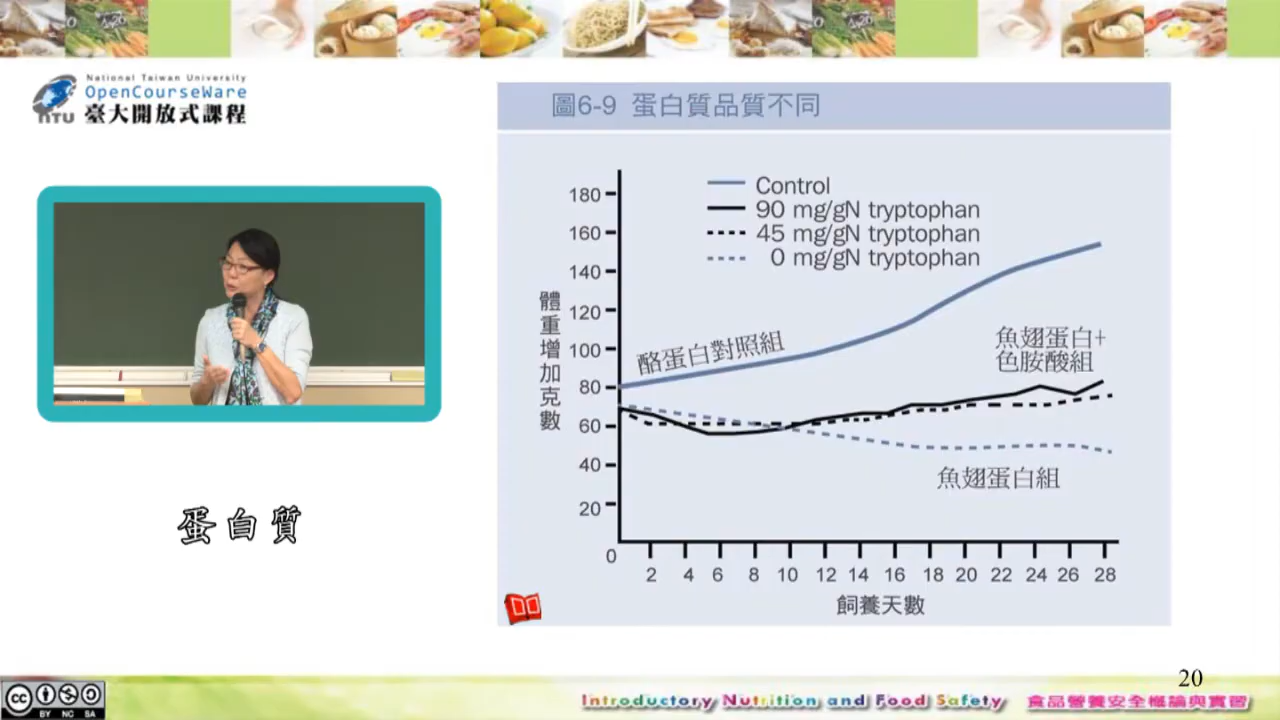 National Taiwan University
OpenCourseWare
NTU 臺大開放式課程
蛋白質
圖6-9 蛋白質品質不同
Control
90 mg/gN tryptophan
45 mg/gN tryptophan
0 mg/gN tryptophan
180
160
140
120
100
80
60
40
20
0
體重增加克數
酪蛋白對照組
魚翅蛋白+
色胺酸組
魚翅蛋白組
2 4 6 8 10 12 14 16 18 20 22 24 26 28
飼養天數
20
cc BY NC SA
Introductory Nutrition and Food Safety 食品營養安全概論與實習